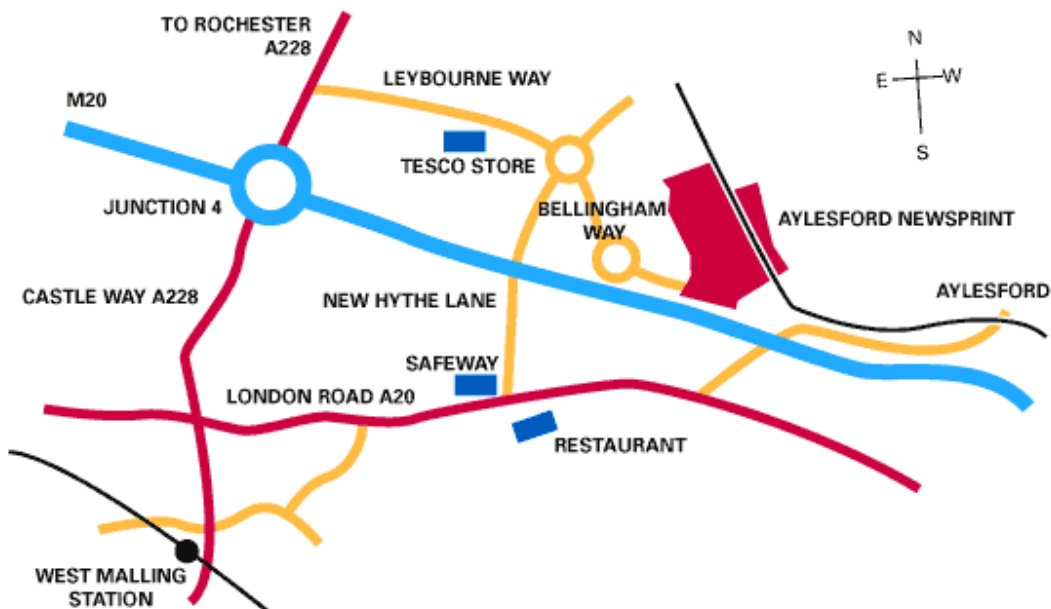 TO ROCHESTER
A228
N
E
W
S
LEYBOURNE WAY
M20
TESCO STORE
JUNCTION 4
BELLINGHAM
WAY
AYLESFORD NEWSPRINT
CASTLE WAY A228
NEW HYTHE LANE
AYLESFORD
SAFEWAY
LONDON ROAD A20
RESTAURANT
WEST MALLING
STATION